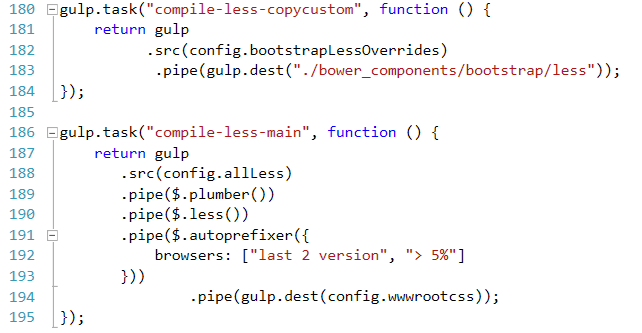 180 gulp.task("compile-less-copycustom", function () {
181 return gulp
182 .src(config.bootstrapLessOverrides)
183 .pipe(gulp.dest("./bower_components/bootstrap/less"));
184 });
185
186 gulp.task("compile-less-main", function () {
187 return gulp
188 .src(config.allLess)
189 .pipe($.plumber())
190 .pipe($.less())
191 .pipe($.autoprefixer({
192 browsers: ["last 2 version", "> 5%"]
193 }))
194 .pipe(gulp.dest(config.wwwrootcss));
195 });